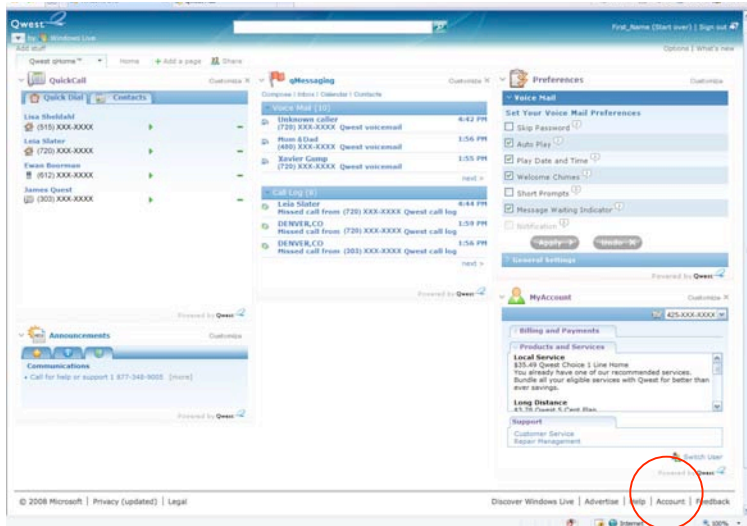 Qwest
by Windows Live
First_Name (Start over) | Sign out
Add stuff
Options | What's new
Qwest qHome™
Home
Add a page
Share
QuickCall
Customize X
Quick Dial
Contacts
Lisa Sheldahl
(515) XXX-XXXX
Leia Slater
(720) XXX-XXXX
Ewan Boorman
(612) XXX-XXXX
James Quest
(303) XXX-XXXX
Powered by Qwest
Announcements
Customize
Communications
Call for help or support 1 877-348-9005 [more]
Powered by Qwest
qMessaging
Customize X
Compose | Inbox | Calendar | Contacts
Voice Mail (10)
Unknown caller 4:42 PM
(720) XXX-XXXX Qwest voicemail
Mom &Dad 1:56 PM
(480) XXX-XXXX Qwest voicemail
Xavier Gomp 1:55 PM
(720) XXX-XXXX Qwest voicemail
next >
Call Log (8)
Leia Slater 4:44 PM
Missed call from (720) XXX-XXXX Qwest call log
DENVER,CO 1:59 PM
Missed call from (720) XXX-XXXX Qwest call log
DENVER,CO 1:56 PM
Missed call from (303) XXX-XXXX Qwest call log
next >
Powered by Qwest
Preferences
Customize
Voice Mail
Set Your Voice Mail Preferences
Skip Password
Auto Play
Play Date and Time
Welcome Chimes
Short Prompts
Message Waiting Indicator
Notification
Apply
Undo X
General Settings
Powered by Qwest
MyAccount
Customize X
425-XXX-XXXX
Billing and Payments
Products and Services
Local Service
$35.49 Qwest Choice 1 Line Home
You already have one of our recommended services.
Bundle all your eligible services with Qwest for better than
ever savings.
Long Distance
Qwest 5 Cent Plan
Support
Customer Service
Repair Management
Switch User
Powered by Qwest
© 2008 Microsoft | Privacy (updated) | Legal
Discover Windows Live | Advertise | Help | Account | Feedback
Internet
100%